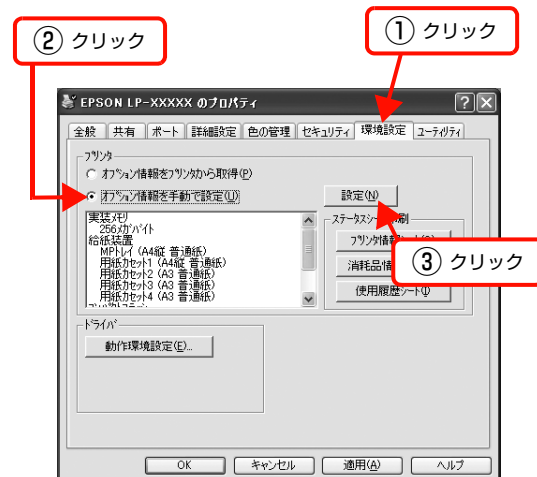 ② クリック
① クリック
EPSON LP-XXXXX のプロパティ
全般 共有 ポート 詳細設定 色の管理 セキュリティ 環境設定 ユーティリティ
プリンタ
オプション情報をプリンタから取得(P)
オプション情報を手動で設定(U)
設定(N)
実装メモリ
256メガバイト
給紙装置
MPトレイ (A4縦 普通紙)
用紙カセット1 (A4縦 普通紙)
用紙カセット2 (A3 普通紙)
用紙カセット3 (A3 普通紙)
用紙カセット4 (A3 普通紙)
プリンタ情報
消耗品情
使用履歴シート(I)
③ クリック
ドライバ
動作環境設定(E)...
OK キャンセル 適用(A) ヘルプ